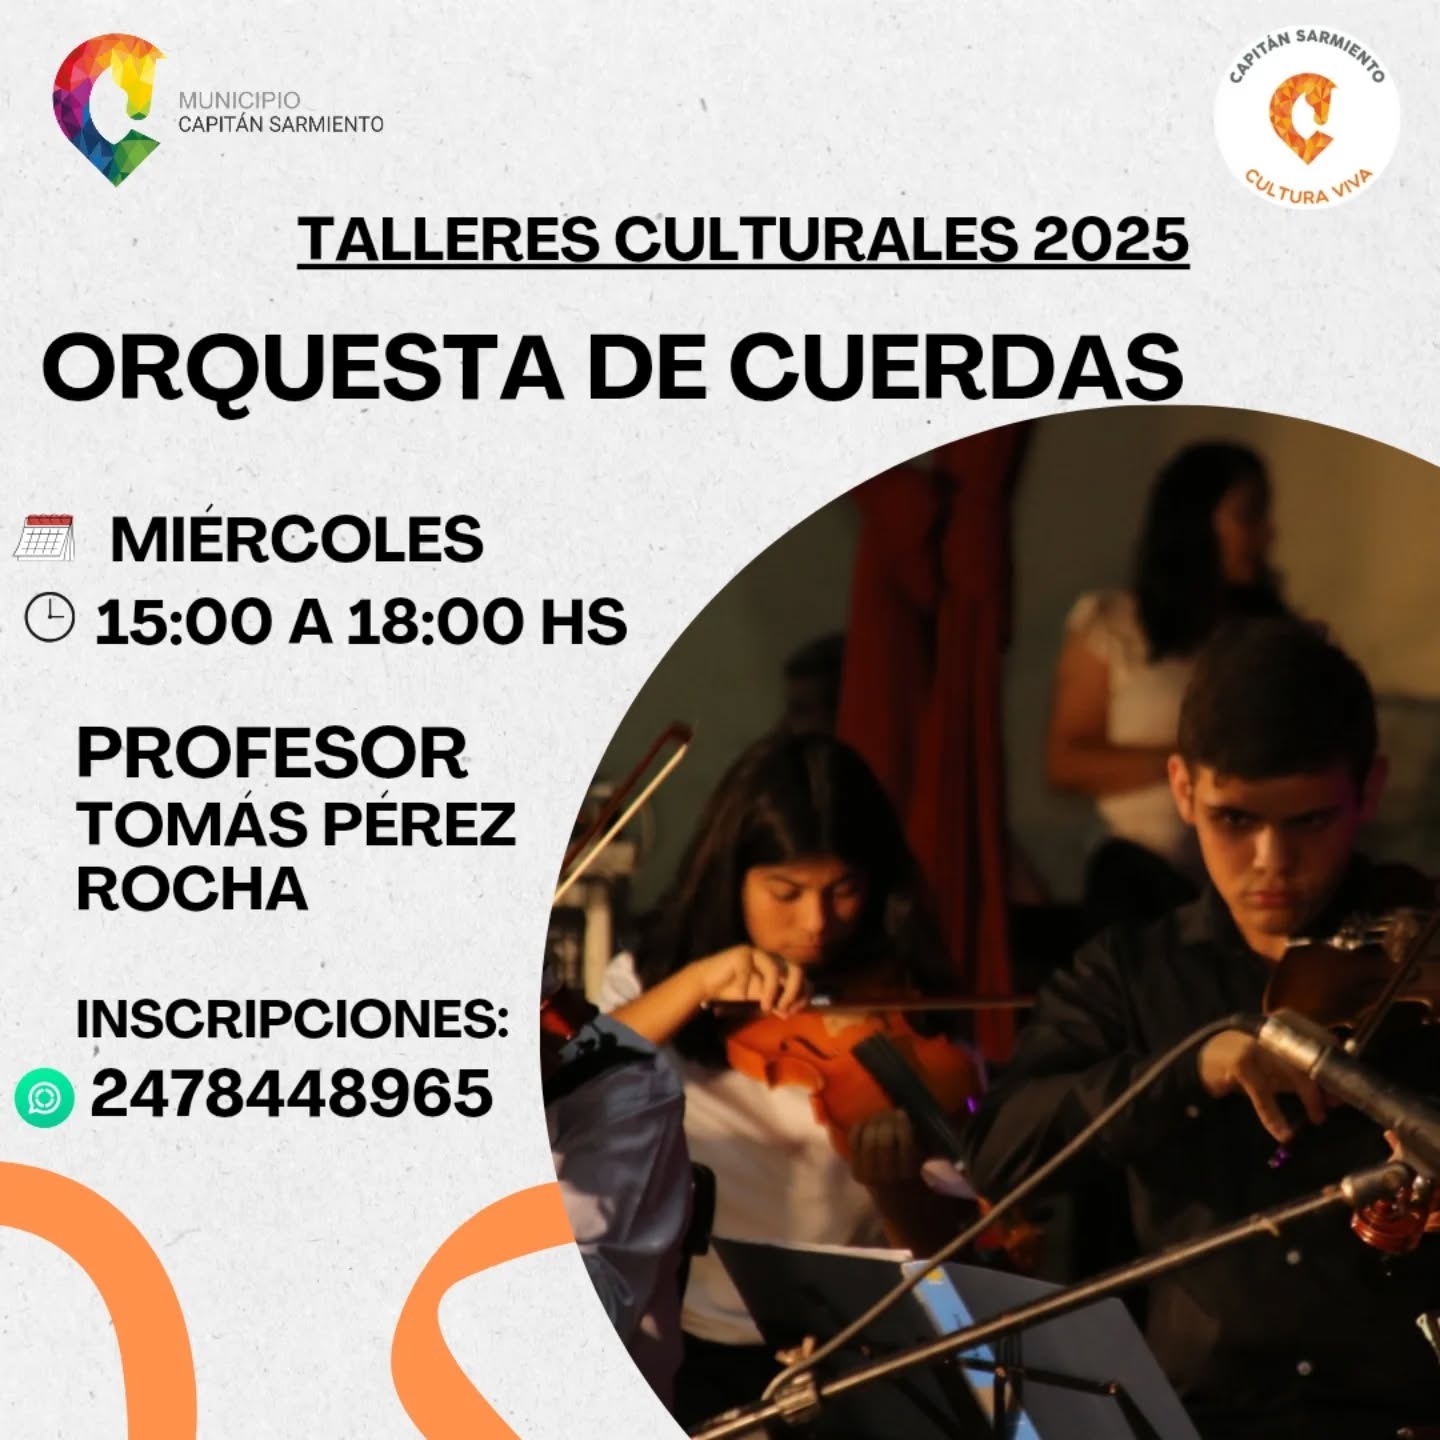 MUNICIPIO
CAPITÁN SARMIENTO
CAPITÁN SARMIENTO
CULTURA VIVA
TALLERES CULTURALES 2025
ORQUESTA DE CUERDAS
MIÉRCOLES
15:00 A 18:00 HS
PROFESOR
TOMÁS PÉREZ
ROCHA
INSCRIPCIONES:
2478448965